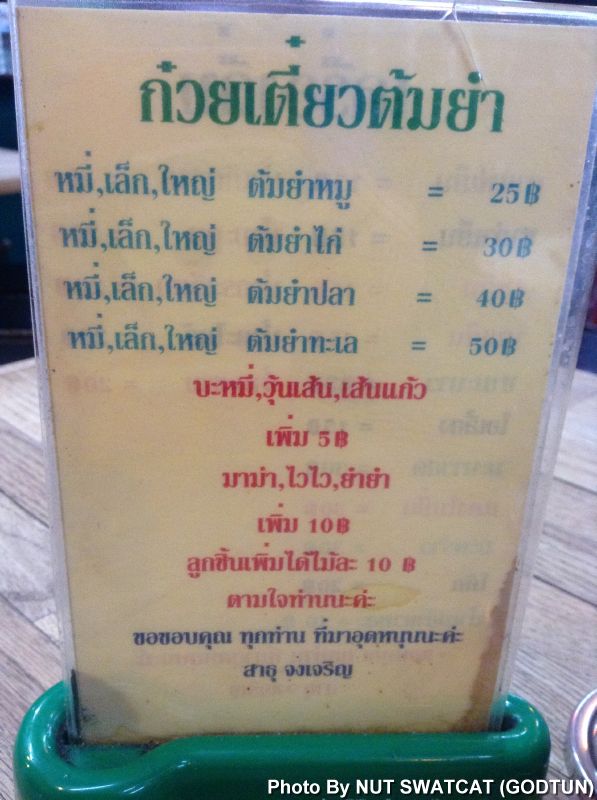 ก๋วยเตี๋ยวต้มยำ
หมี่,เล็ก,ใหญ่ ต้มยำหมู = 25฿
หมี่,เล็ก,ใหญ่ ต้มยำไก่ = 30฿
หมี่,เล็ก,ใหญ่ ต้มยำปลา = 40฿
หมี่,เล็ก,ใหญ่ ต้มยำทะเล = 50฿
บะหมี่,วุ้นเส้น,เส้นแก้ว
เพิ่ม 5฿
มาม่า,ไวไว,ยำยำ
เพิ่ม 10฿
ลูกชิ้นเพิ่มได้ไม้ละ 10 ฿
ตามใจท่านนะค่ะ
ขอขอบคุณ ทุกท่าน ที่มาอุดหนุนนะค่ะ
สาธุ จงเจริญ
Photo By NUT SWATCAT (GODTUN)